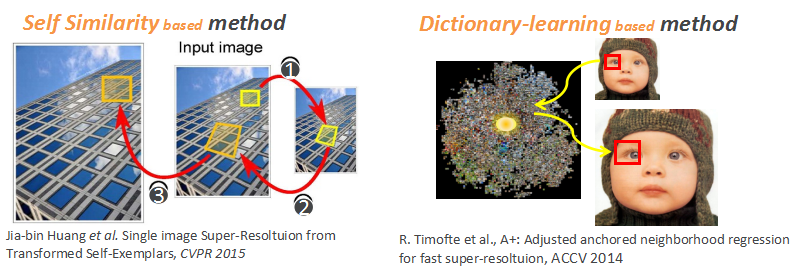 Self Similarity based method
Input image
1
2
3
Jia-bin Huang et al. Single image Super-Resoltuion from
Transformed Self-Exemplars, CVPR 2015
Dictionary-learning based method
R. Timofte et al., A+: Adjusted anchored neighborhood regression
for fast super-resoltuion, ACCV 2014